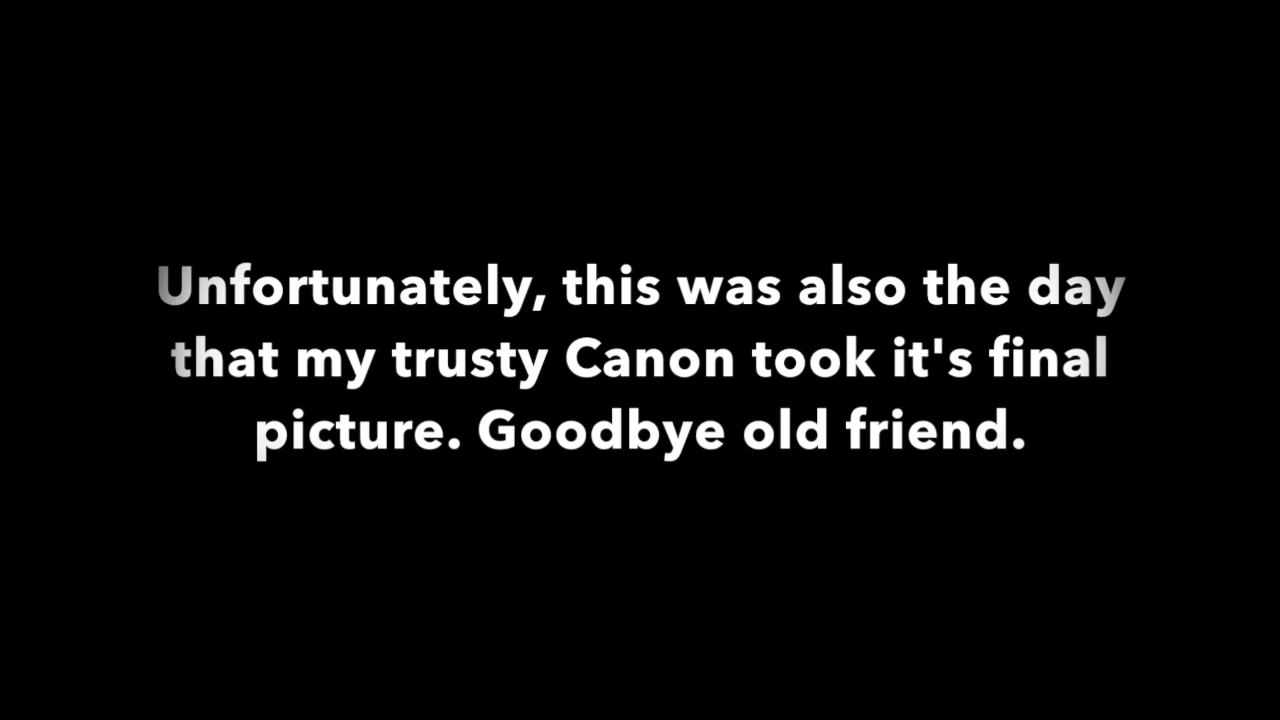 Unfortunately, this was also the day
that my trusty Canon took it's final
picture. Goodbye old friend.